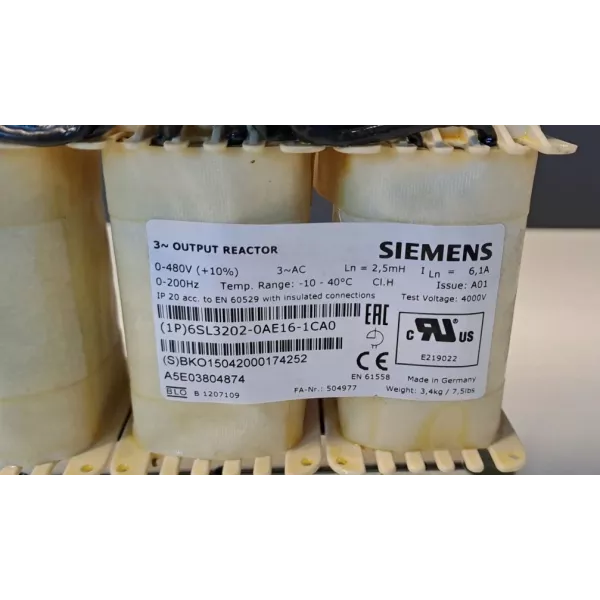 3~ OUTPUT REACTOR
SIEMENS
0-480V (+10%) 3~AC Ln = 2,5mH I Ln = 6,1A
0-200Hz Temp. Range: -10 - 40°C Cl.H Issue: A01
IP 20 acc. to EN 60529 with insulated connections Test Voltage: 4000V
(1P)6SL3202-0AE16-1CA0
(S)BKO15042000174252
A5E03804874
BLO B 1207109
FA-Nr.: 504977
EAC
CE
EN 61558
C RU US
E219022
Made in Germany
Weight: 3,4kg / 7,5lbs